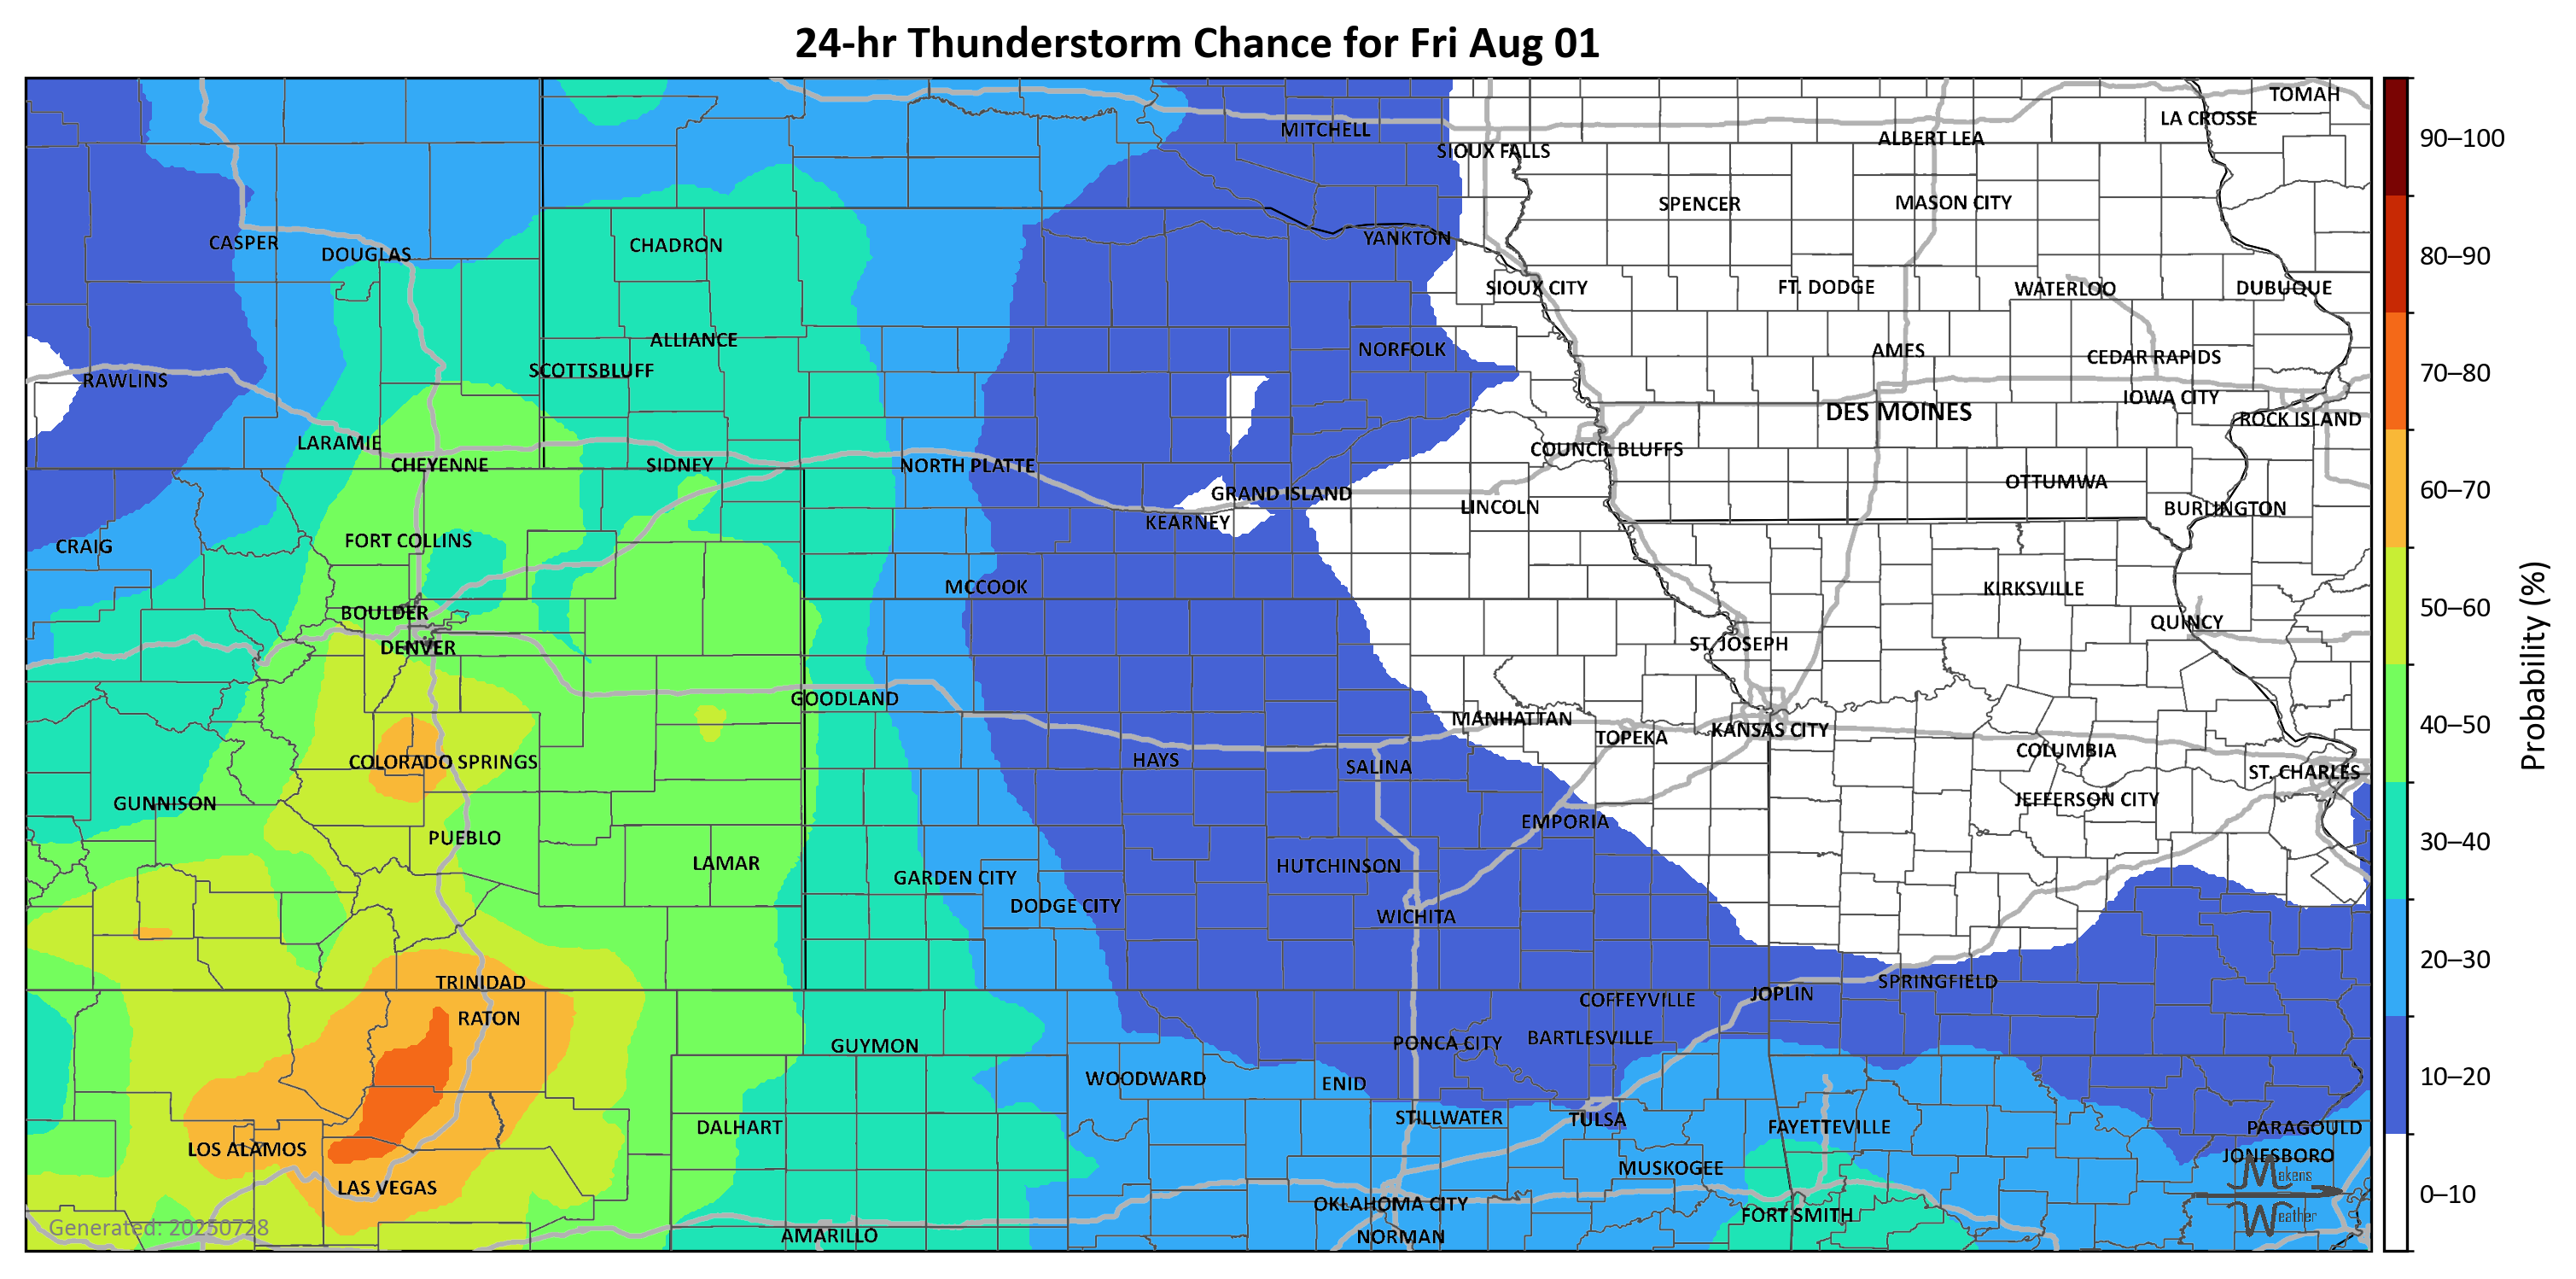 24-hr Thunderstorm Chance for Fri Aug 01
TOMAH
LA CROSSE
MITCHELL
ALBERT LEA
SIOUX FALLS
SPENCER
MASON CITY
CASPER
DOUGLAS
CHADRON
YANKTON
SIOUX CITY
FT. DODGE
WATERLOO
DUBUQUE
ALLIANCE
NORFOLK
AMES
CEDAR RAPIDS
RAWLINS
SCOTTSBLUFF
IOWA CITY
DES MOINES
ROCK ISLAND
LARAMIE
COUNCIL BLUFFS
CHEYENNE
SIDNEY
NORTH PLATTE
OTTUMWA
GRAND ISLAND
LINCOLN
BURLINGTON
KEARNEY
CRAIG
FORT COLLINS
MCCOOK
KIRKSVILLE
BOULDER
QUINCY
DENVER
ST. JOSEPH
GOODLAND
MANHATTAN
TOPEKA
KANSAS CITY
COLUMBIA
COLORADO SPRINGS
HAYS
SALINA
ST. CHARLES
GUNNISON
JEFFERSON CITY
EMPORIA
PUEBLO
LAMAR
GARDEN CITY
HUTCHINSON
DODGE CITY
WICHITA
TRINIDAD
SPRINGFIELD
JOPLIN
COFFEYVILLE
RATON
GUYMON
PONCA CITY
BARTLESVILLE
WOODWARD
ENID
STILLWATER
TULSA
DALHART
FAYETTEVILLE
PARAGOULD
LOS ALAMOS
JONESBORO
MUSKOGEE
LAS VEGAS
OKLAHOMA CITY
FORT SMITH
AMARILLO
NORMAN
Generated: 20250728
Makens
Weather
90–100
80–90
70–80
60–70
50–60
40–50
30–40
20–30
10–20
0–10
Probability (%)